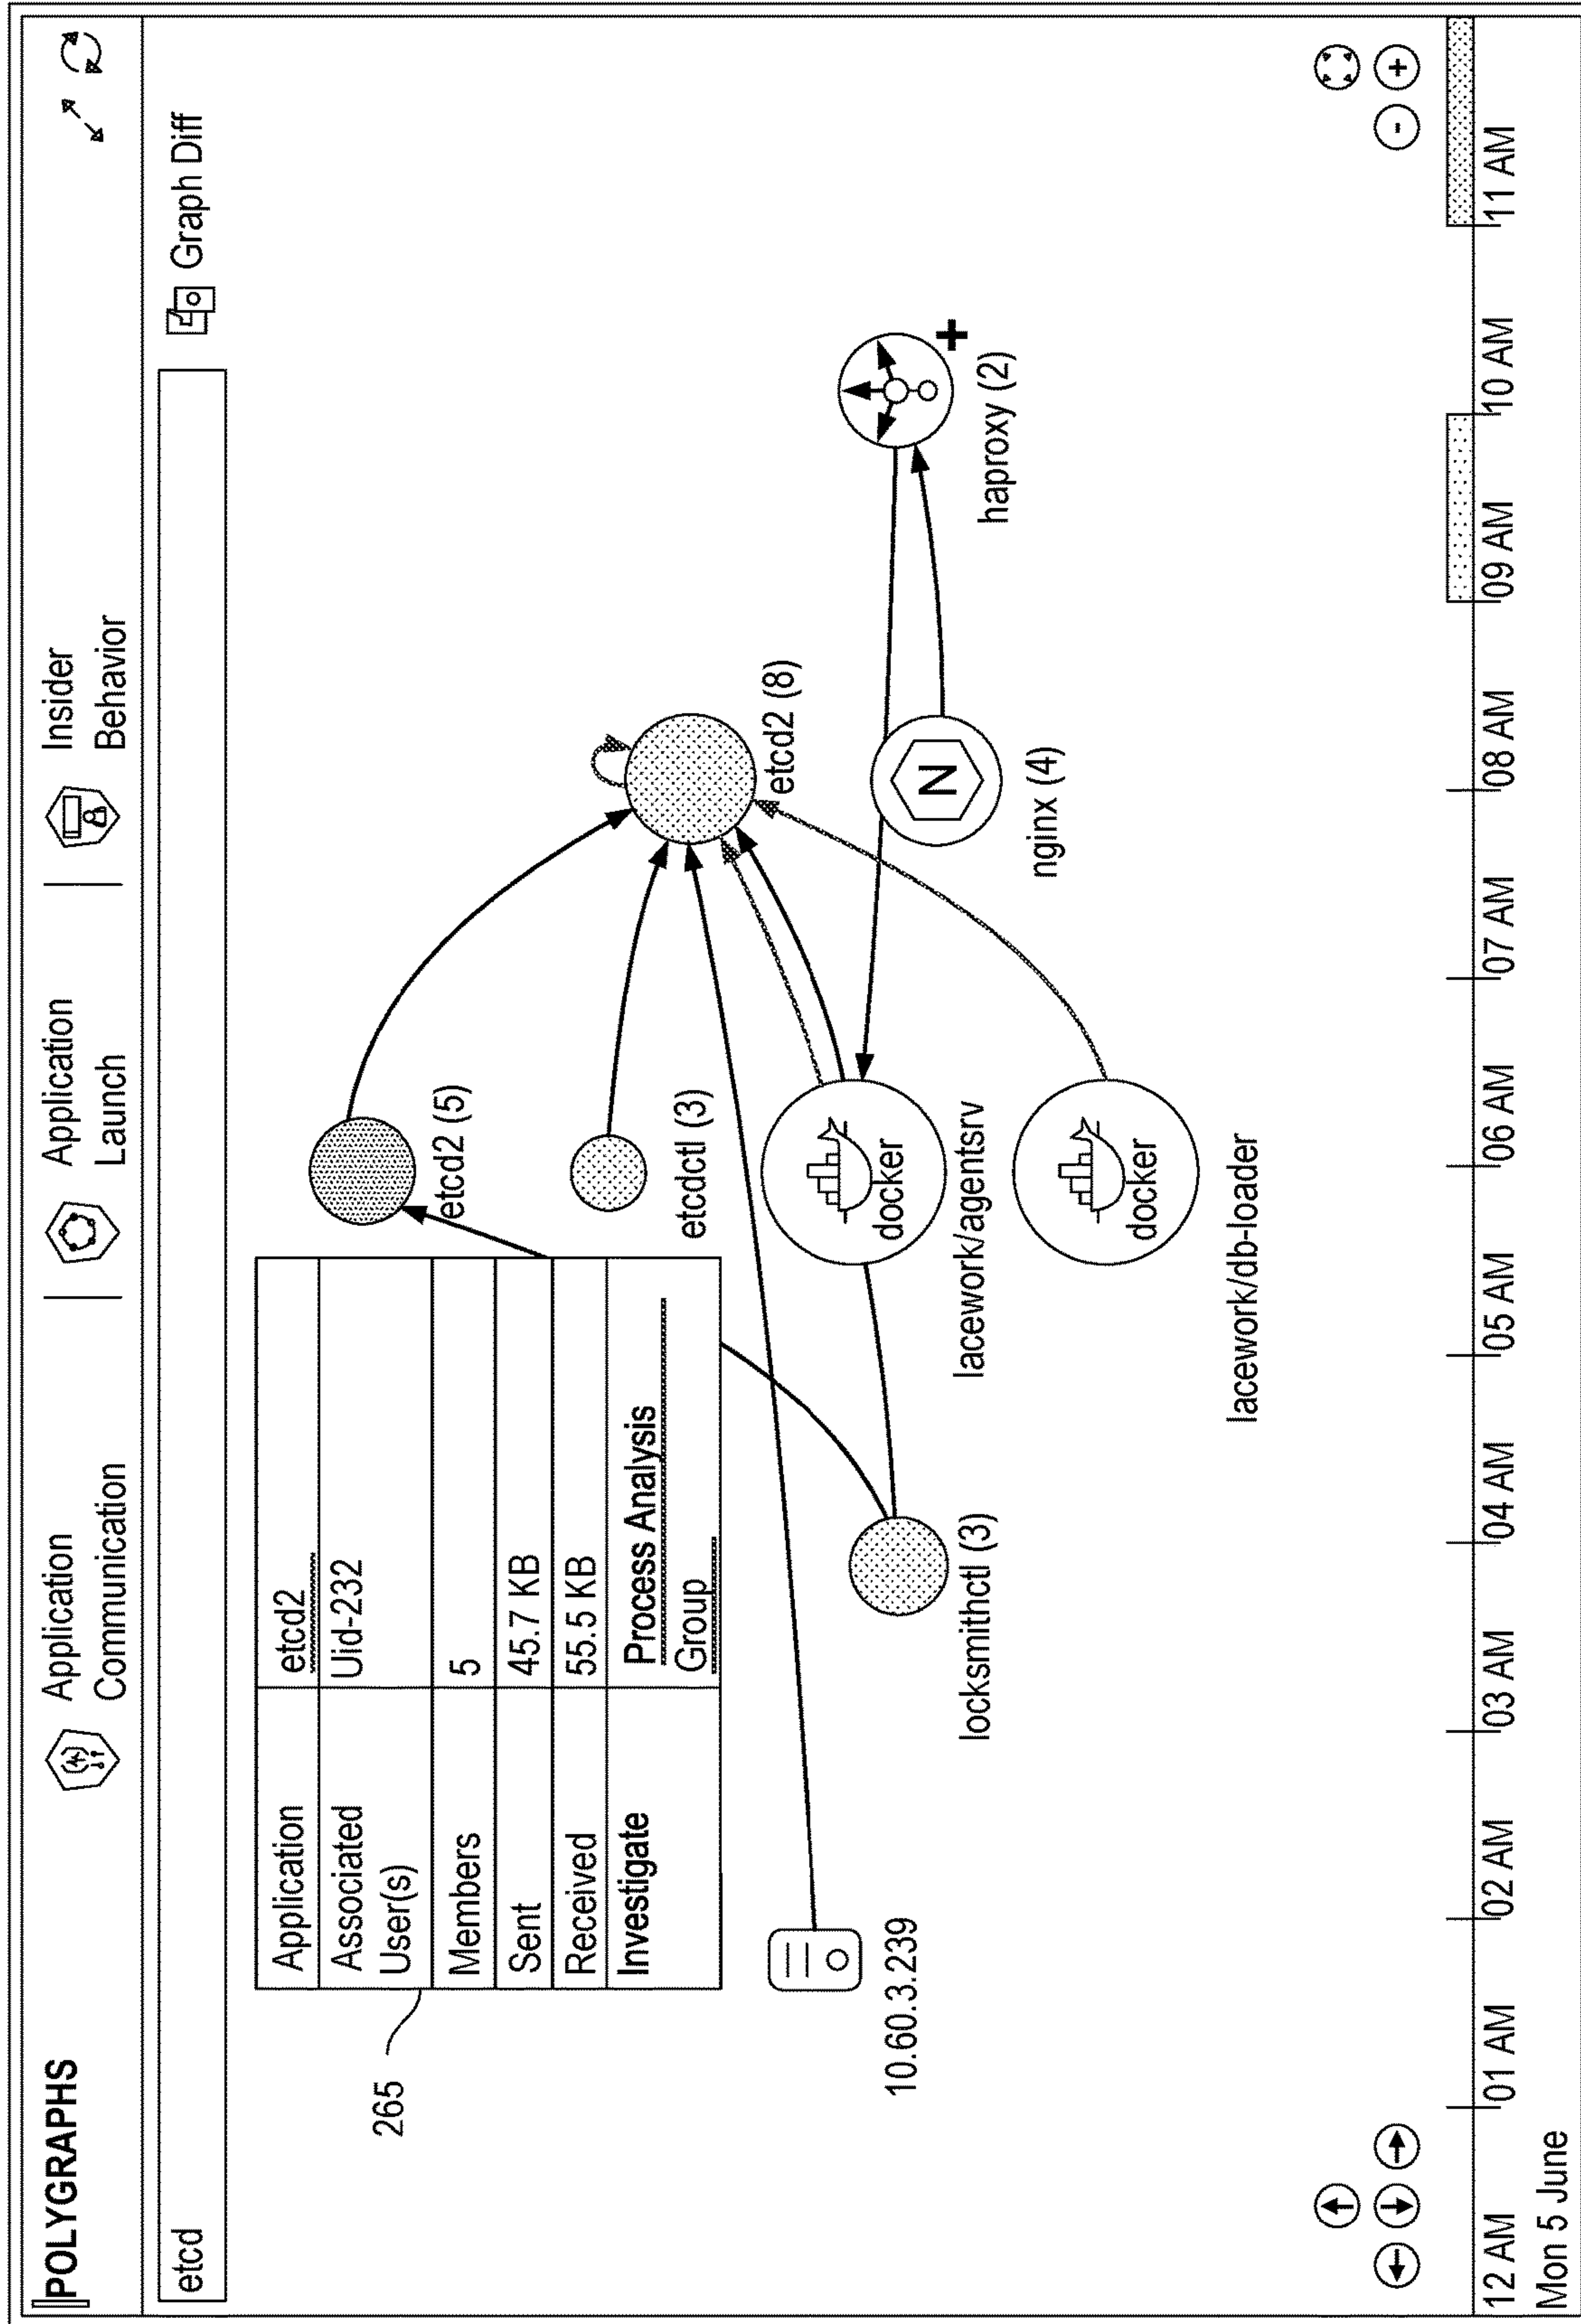 POLYGRAPHS
Application
Communication
Application
Launch
Insider
Behavior
etcd
Graph Diff
265
Application etcd2
Associated Uid-232
User(s)
Members 5
Sent 45.7 KB
Received 55.5 KB
Investigate Process Analysis
Group
etcd2 (5)
etcdctl (3)
etcd2 (8)
10.60.3.239
locksmithctl (3)
docker
lacework/agentsrv
N
nginx (4)
haproxy (2)
docker
lacework/db-loader
12 AM 01 AM 02 AM 03 AM 04 AM 05 AM 06 AM 07 AM 08 AM 09 AM 10 AM 11 AM
Mon 5 June